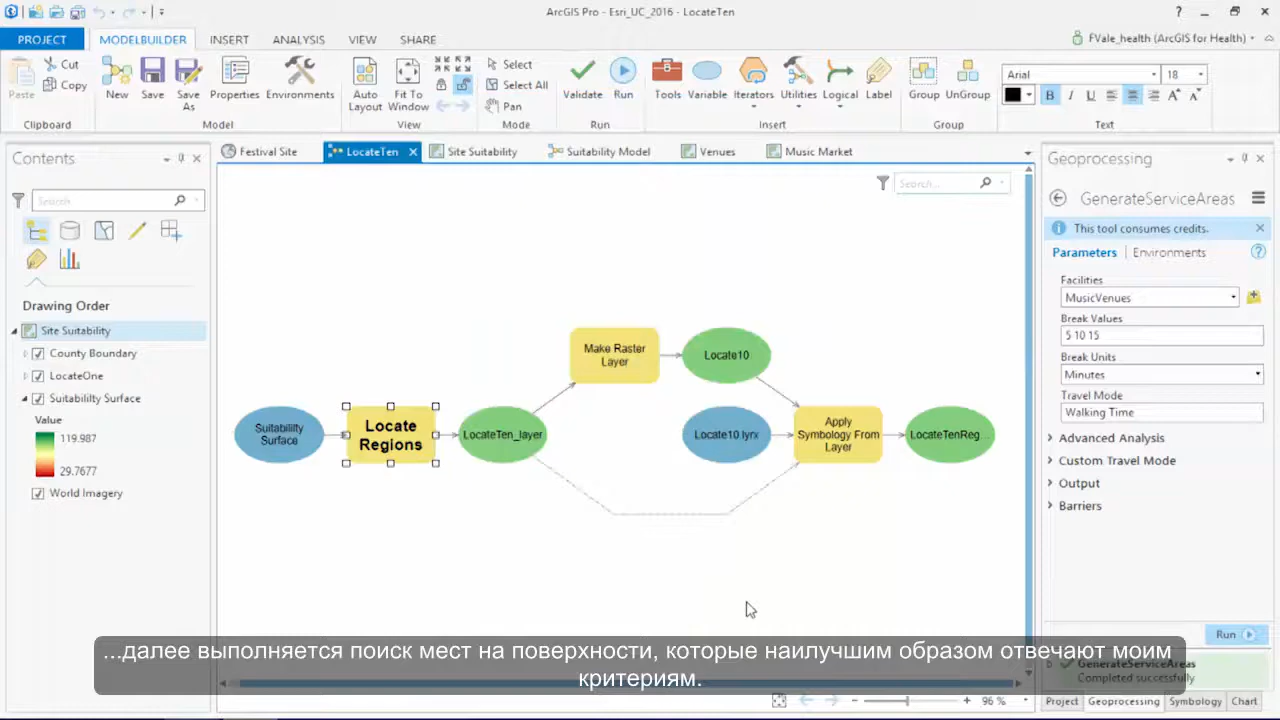 ArcGIS Pro - Esri_UC_2016 - LocateTen
?
PROJECT
MODELBUILDER
INSERT
ANALYSIS
VIEW
SHARE
FVale_health (ArcGIS for Health)
Paste
Cut
Copy
Clipboard
New
Save
Save
As
Properties
Environments
Model
Auto
Layout
Fit To
Window
View
Select
Select All
Pan
Mode
Validate
Run
Run
Tools
Variable
Iterators
Utilities
Logical
Label
Insert
Group
UnGroup
Group
Arial
18
B I U
Text
Contents
Search
Drawing Order
Site Suitability
County Boundary
LocateOne
Suitabililty Surface
Value
119.987
29.7677
World Imagery
Festival Site
LocateTen
Site Suitability
Suitability Model
Venues
Music Market
Search...
Make Raster
Layer
Locate10
Suitability
Surface
Locate
Regions
LocateTen_layer
Locate10 lyrx
Apply
Symbology From
Layer
LocateTenReg...
96 %
Geoprocessing
GenerateServiceAreas
This tool consumes credits.
Parameters
Environments
Facilities
MusicVenues
Break Values
5 10 15
Break Units
Minutes
Travel Mode
Walking Time
Advanced Analysis
Custom Travel Mode
Output
Barriers
Run
GenerateServiceAreas
Completed successfully
Project
Geoprocessing
Symbology
Chart
...далее выполняется поиск мест на поверхности, которые наилучшим образом отвечают моим
критериям.